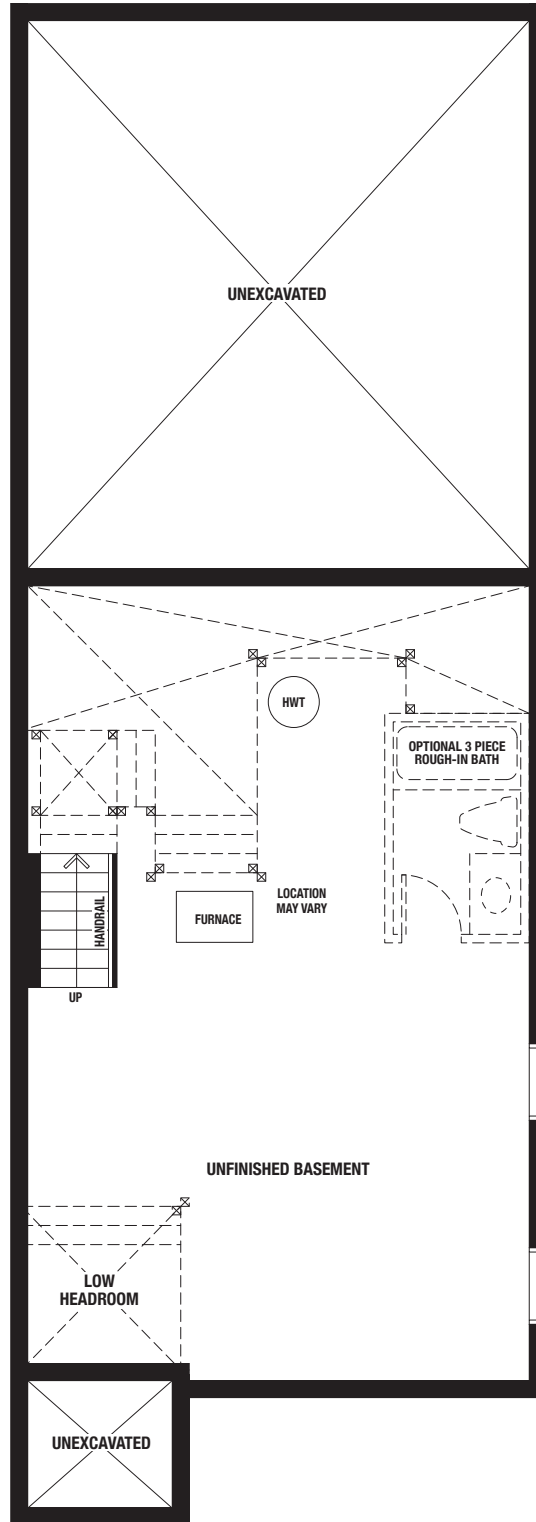 UNEXCAVATED
HWT
OPTIONAL 3 PIECE
ROUGH-IN BATH
HANDRAIL
FURNACE
LOCATION
MAY VARY
UP
UNFINISHED BASEMENT
LOW
HEADROOM
UNEXCAVATED